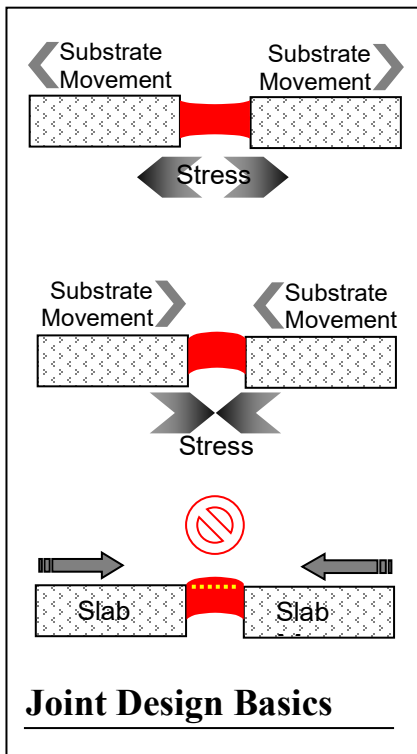 Substrate
Movement
Substrate
Movement
Stress
Substrate
Movement
Substrate
Movement
Stress
Slab
Slab
Joint Design Basics